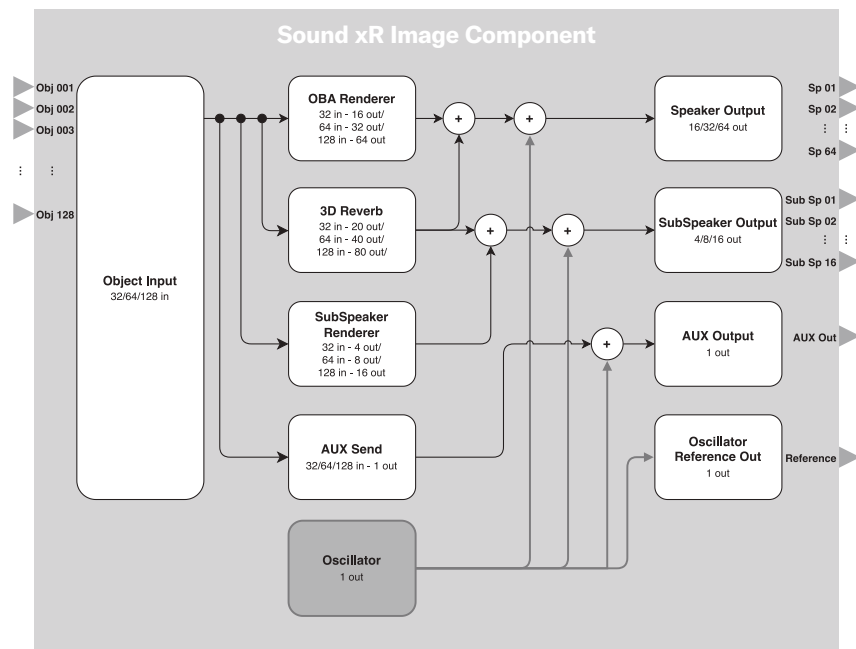 Sound xR Image Component
Obj 001
Obj 002
Obj 003
⋮ ⋮
Obj 128
Object Input
32/64/128 in
OBA Renderer
32 in - 16 out/
64 in - 32 out/
128 in - 64 out
3D Reverb
32 in - 20 out/
64 in - 40 out/
128 in - 80 out/
SubSpeaker
Renderer
32 in - 4 out/
64 in - 8 out/
128 in - 16 out
AUX Send
32/64/128 in - 1 out
Oscillator
1 out
+
+
+
+
+
Speaker Output
16/32/64 out
SubSpeaker Output
4/8/16 out
AUX Output
1 out
Oscillator
Reference Out
1 out
Sp 01
Sp 02
⋮ ⋮
Sp 64
Sub Sp 01
Sub Sp 02
⋮ ⋮
Sub Sp 16
AUX Out
Reference